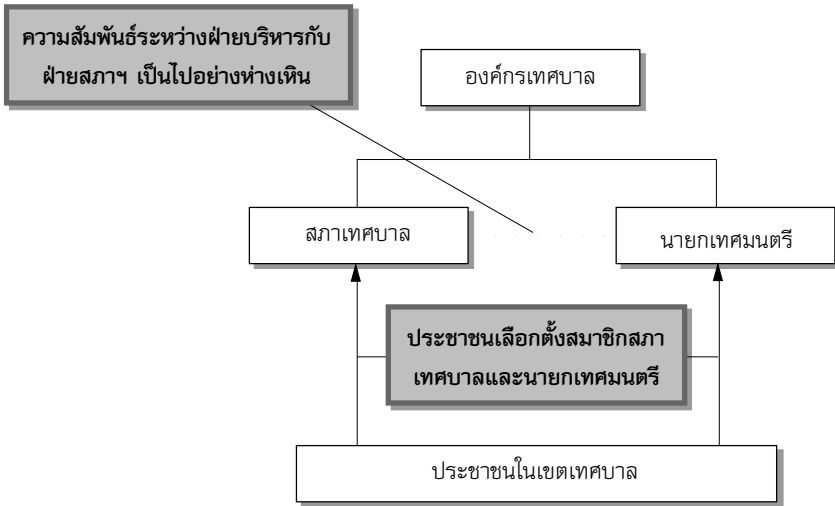 ความสัมพันธ์ระหว่างฝ่ายบริหารกับ
ฝ่ายสภาฯ เป็นไปอย่างห่างเหิน
องค์กรเทศบาล
สภาเทศบาล
นายกเทศมนตรี
ประชาชนเลือกตั้งสมาชิกสภา
เทศบาลและนายกเทศมนตรี
ประชาชนในเขตเทศบาล